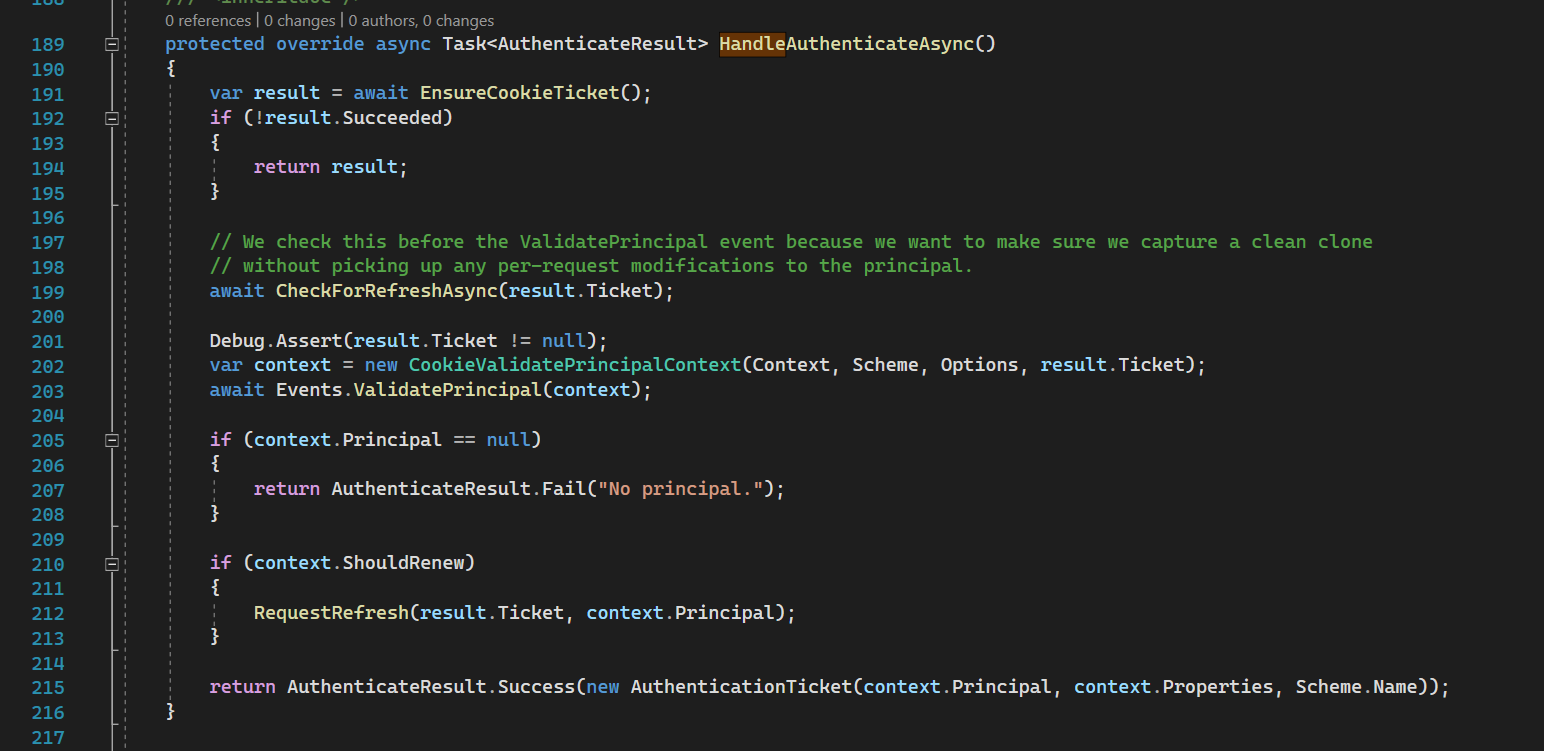 188 /// <inheritdoc />
0 references | 0 changes | 0 authors, 0 changes
189 protected override async Task<AuthenticateResult> HandleAuthenticateAsync()
190 {
191 var result = await EnsureCookieTicket();
192 if (!result.Succeeded)
193 {
194 return result;
195 }
196
197 // We check this before the ValidatePrincipal event because we want to make sure we capture a clean clone
198 // without picking up any per-request modifications to the principal.
199 await CheckForRefreshAsync(result.Ticket);
200
201 Debug.Assert(result.Ticket != null);
202 var context = new CookieValidatePrincipalContext(Context, Scheme, Options, result.Ticket);
203 await Events.ValidatePrincipal(context);
204
205 if (context.Principal == null)
206 {
207 return AuthenticateResult.Fail("No principal.");
208 }
209
210 if (context.ShouldRenew)
211 {
212 RequestRefresh(result.Ticket, context.Principal);
213 }
214
215 return AuthenticateResult.Success(new AuthenticationTicket(context.Principal, context.Properties, Scheme.Name));
216 }
217